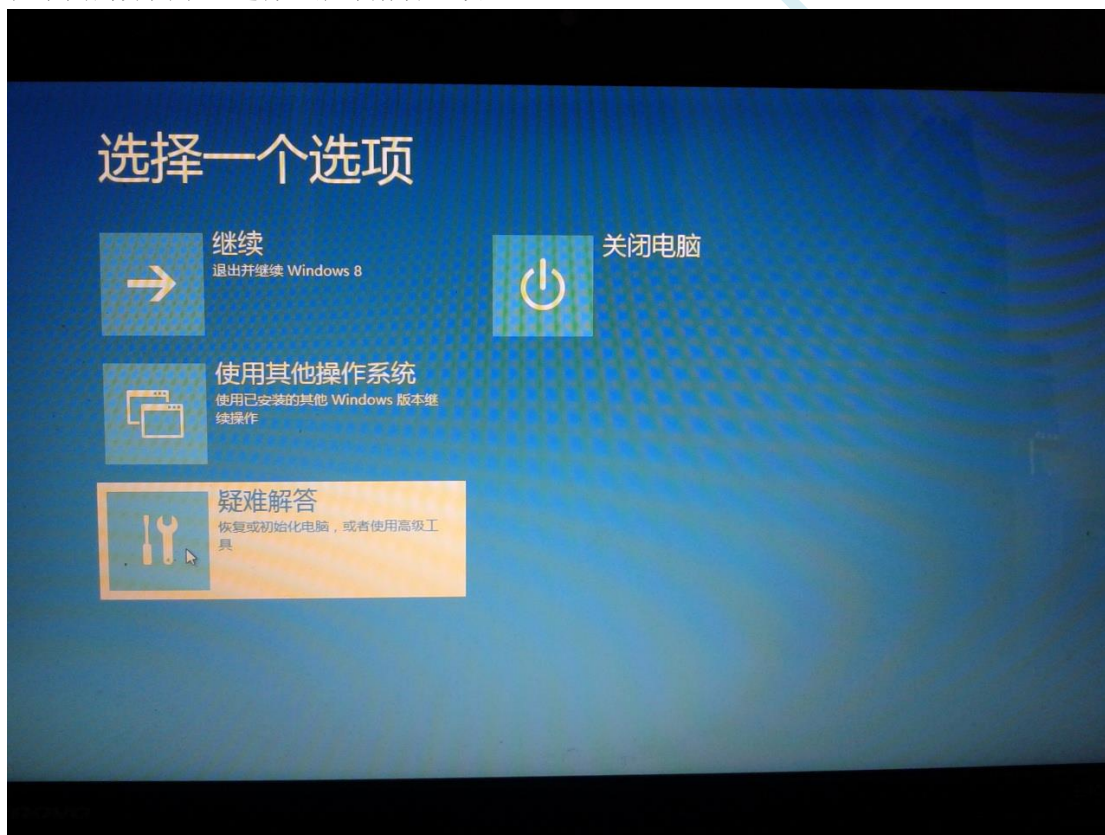 选择一个选项
继续
退出并继续 Windows 8
关闭电脑
使用其他操作系统
使用已安装的其他 Windows 版本继
续操作
疑难解答
恢复或初始化电脑，或者使用高级工
具